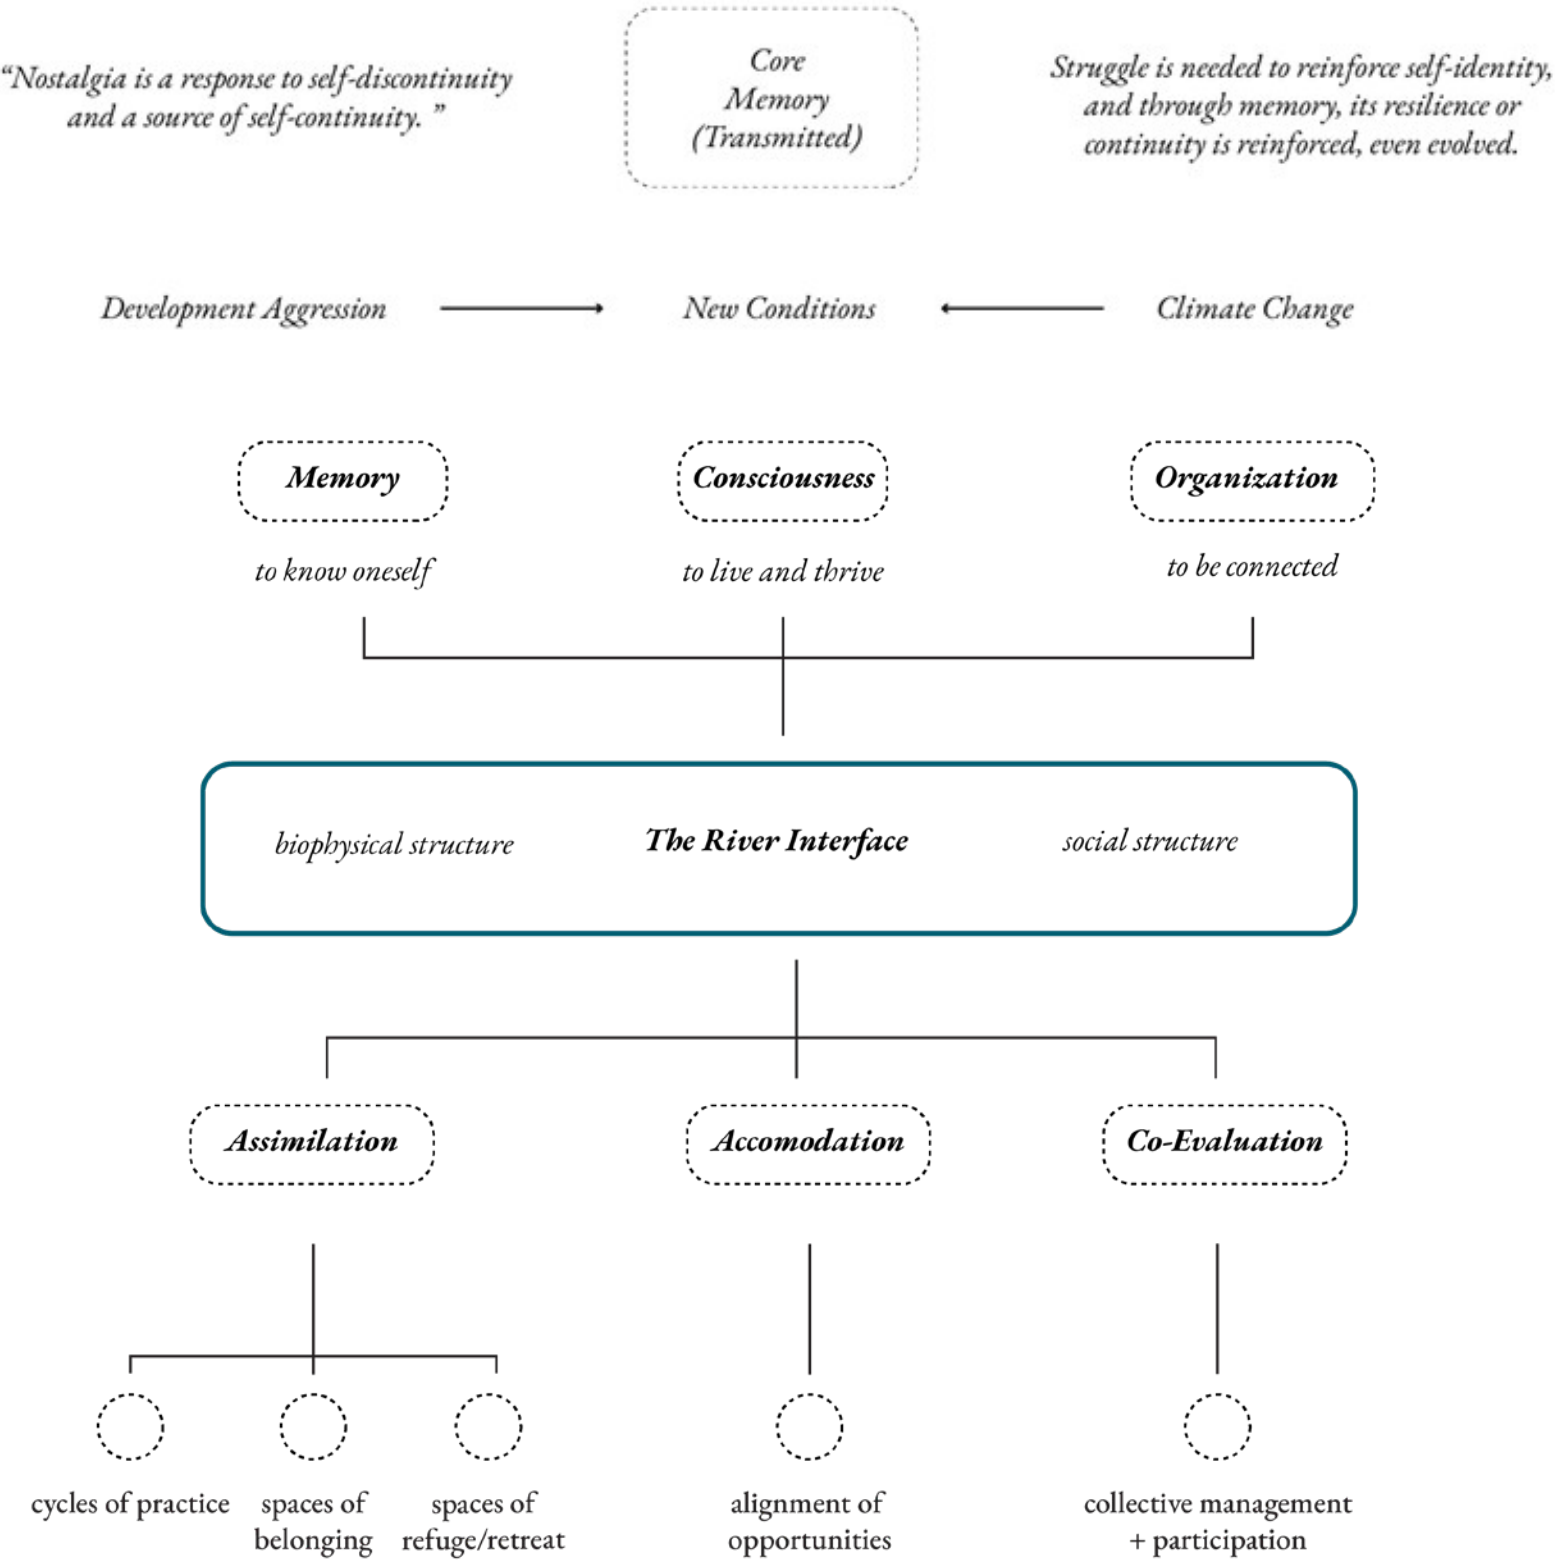 “Nostalgia is a response to self-discontinuity
and a source of self-continuity. ”
Core
Memory
(Transmitted)
Struggle is needed to reinforce self-identity,
and through memory, its resilience or
continuity is reinforced, even evolved.
Development Aggression
New Conditions
Climate Change
Memory
Consciousness
Organization
to know oneself
to live and thrive
to be connected
biophysical structure
The River Interface
social structure
Assimilation
Accomodation
Co-Evaluation
cycles of practice
spaces of
belonging
spaces of
refuge/retreat
alignment of
opportunities
collective management
+ participation